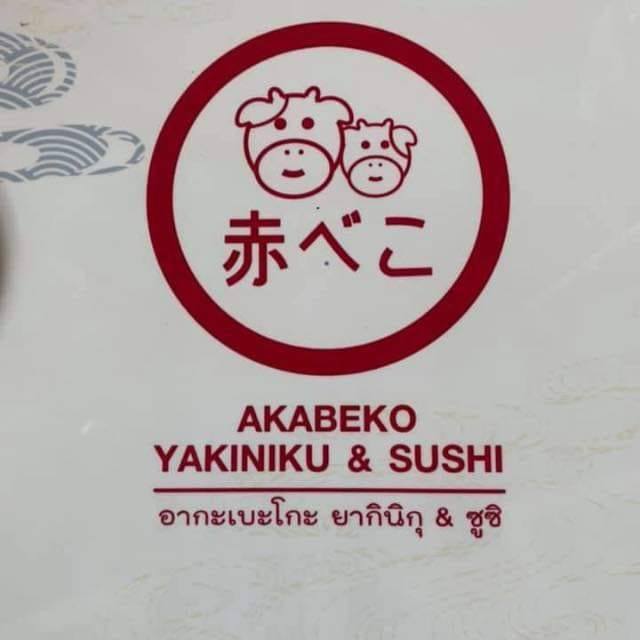 赤べこ
AKABEKO
YAKINIKU & SUSHI
อากะเบะโกะ ยากินิกุ & ซูซิ